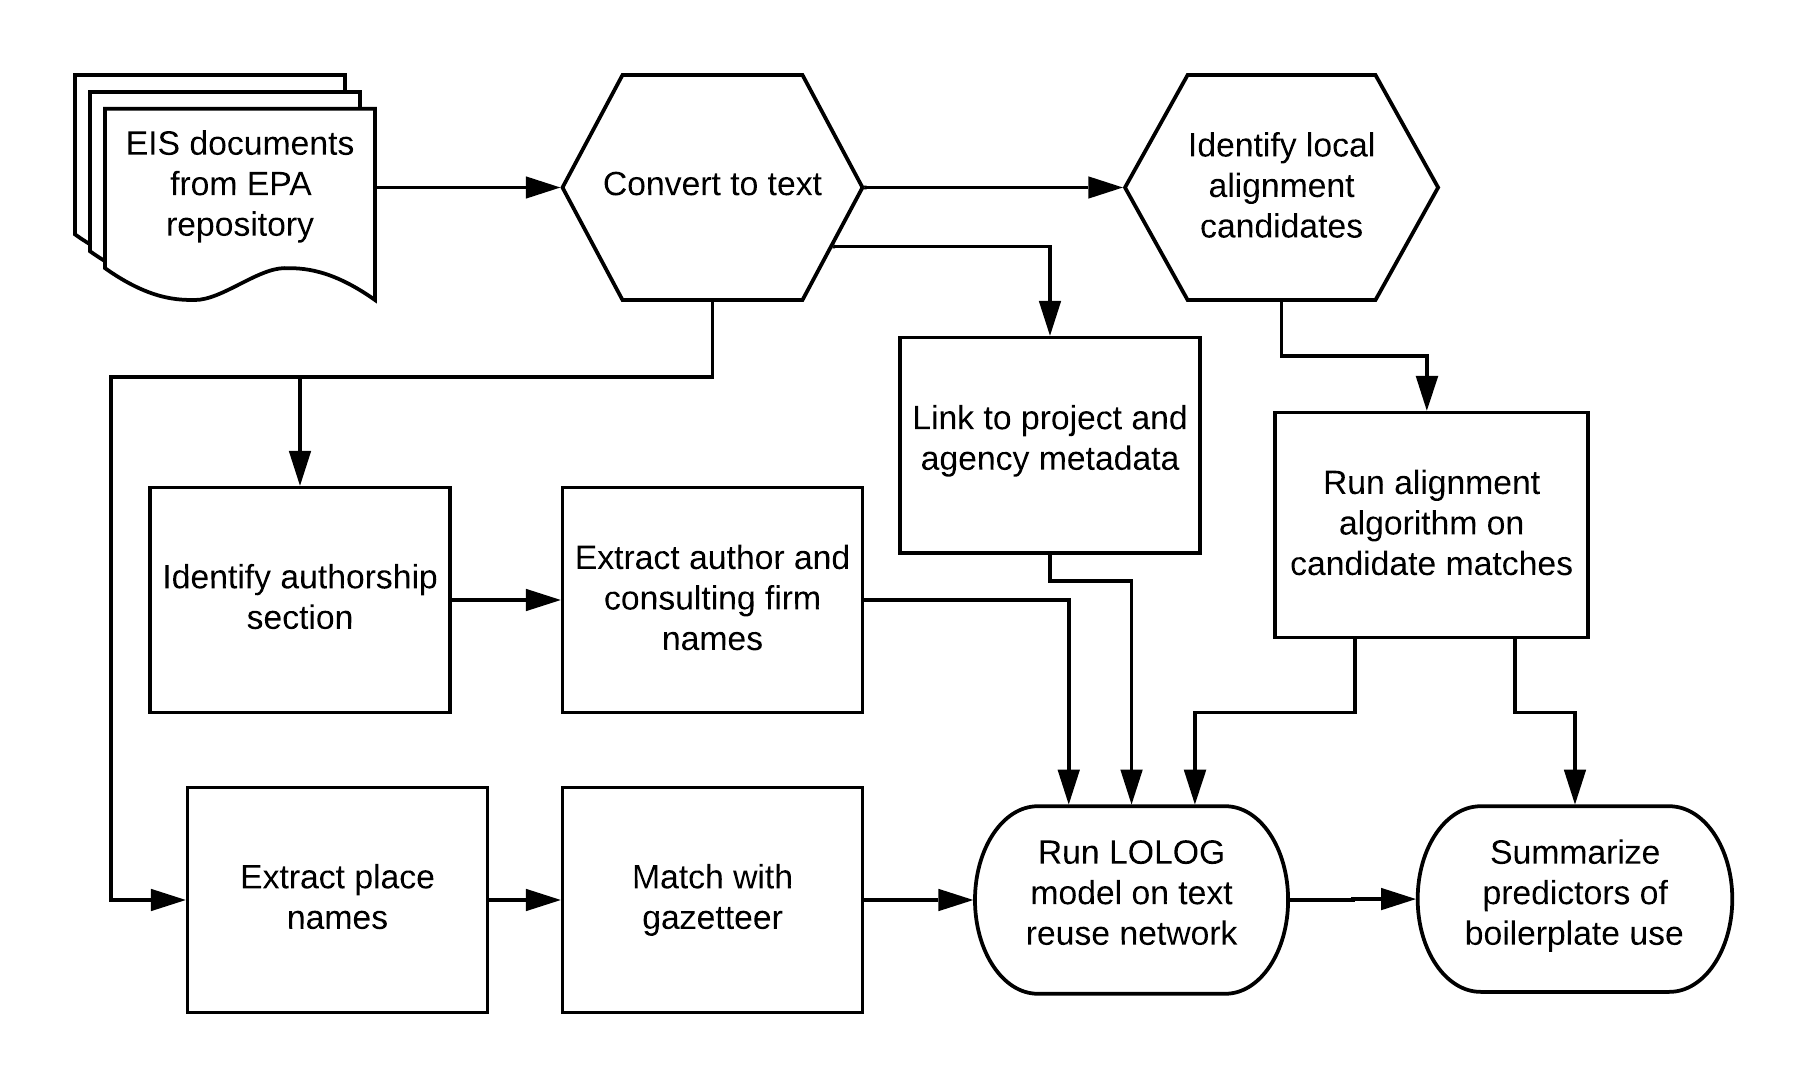 EIS documents
from EPA
repository
Convert to text
Identify local
alignment
candidates
Link to project and
agency metadata
Run alignment
algorithm on
candidate matches
Identify authorship
section
Extract author and
consulting firm
names
Extract place
names
Match with
gazetteer
Run LOLOG
model on text
reuse network
Summarize
predictors of
boilerplate use